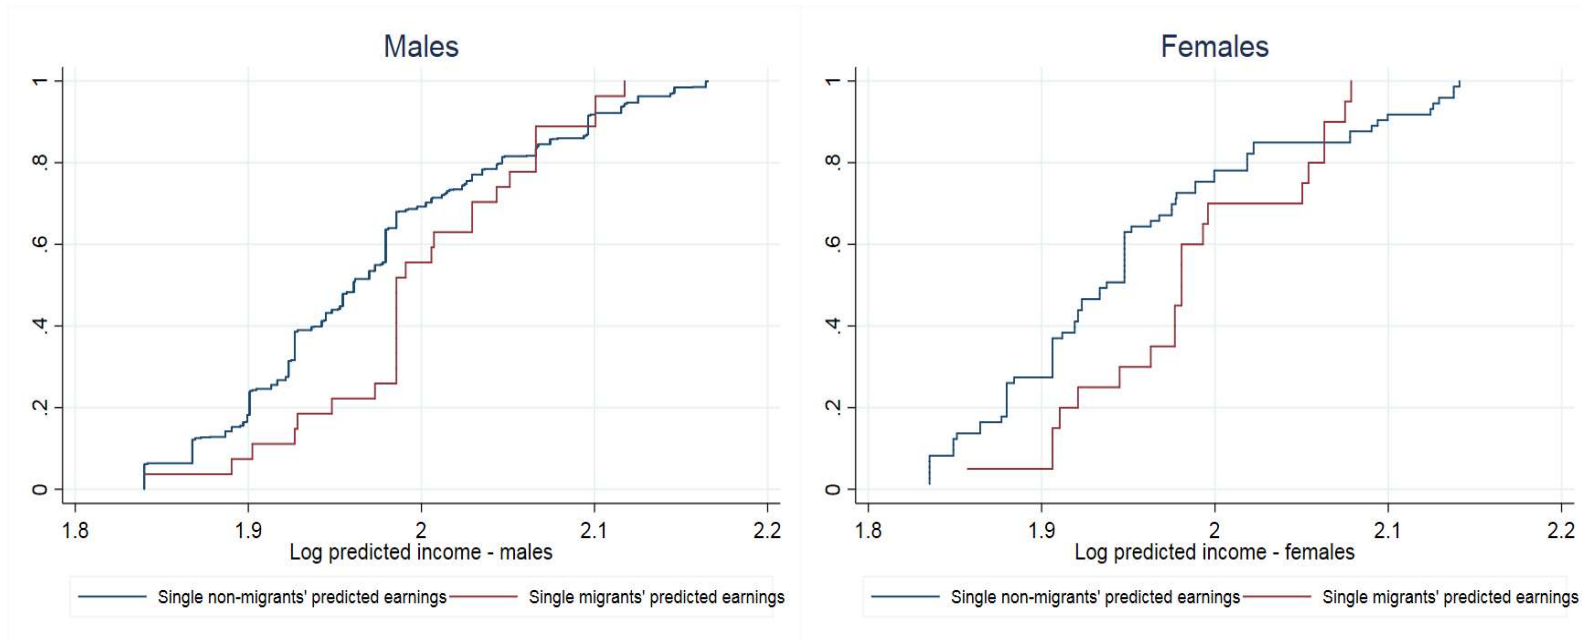 Males
1
.8
.6
.4
.2
0
1.8 1.9 2 2.1 2.2
Log predicted income - males
Single non-migrants' predicted earnings Single migrants' predicted earnings
Females
1
.8
.6
.4
.2
0
1.8 1.9 2 2.1 2.2
Log predicted income - females
Single non-migrants' predicted earnings Single migrants' predicted earnings